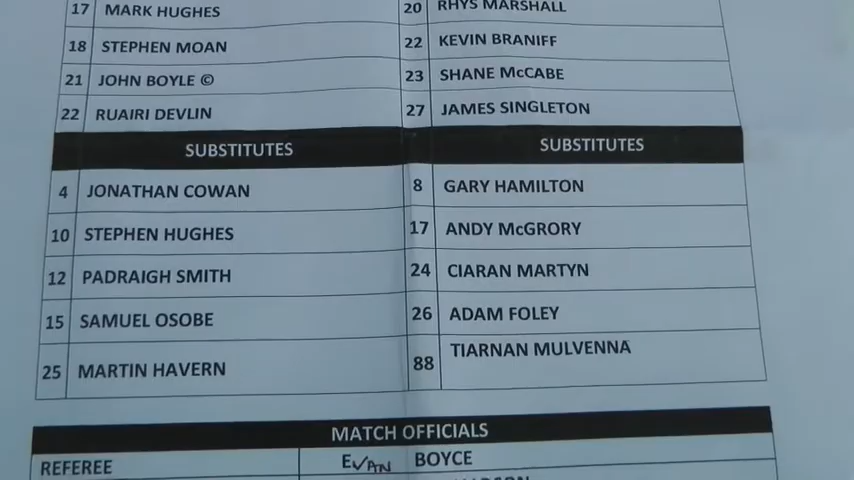 17 MARK HUGHES 20 RHYS MARSHALL
18 STEPHEN MOAN 22 KEVIN BRANIFF
21 JOHN BOYLE © 23 SHANE McCABE
22 RUAIRI DEVLIN 27 JAMES SINGLETON
SUBSTITUTES SUBSTITUTES
4 JONATHAN COWAN 8 GARY HAMILTON
10 STEPHEN HUGHES 17 ANDY McGRORY
12 PADRAIGH SMITH 24 CIARAN MARTYN
15 SAMUEL OSOBE 26 ADAM FOLEY
25 MARTIN HAVERN 88 TIARNAN MULVENNA
MATCH OFFICIALS
REFEREE EVAN BOYCE